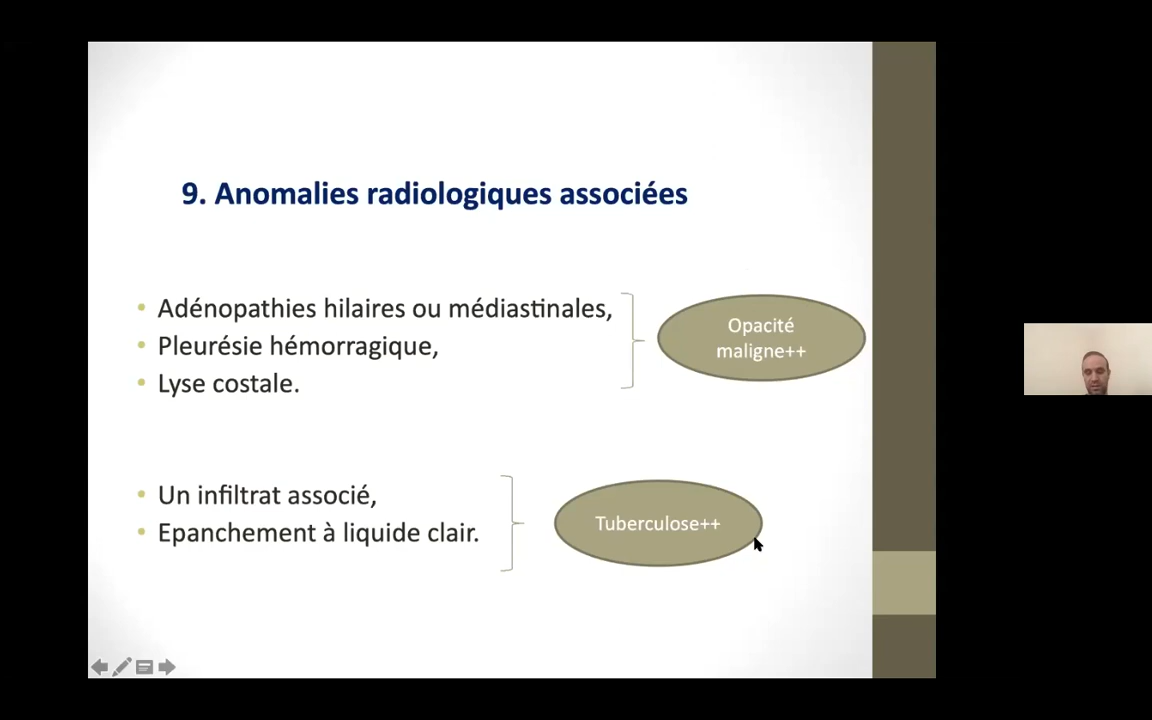 9. Anomalies radiologiques associées
• Adénopathies hilaires ou médiastinales,
• Pleurésie hémorragique,
• Lyse costale.
Opacité
maligne++
• Un infiltrat associé,
• Epanchement à liquide clair.
Tuberculose++